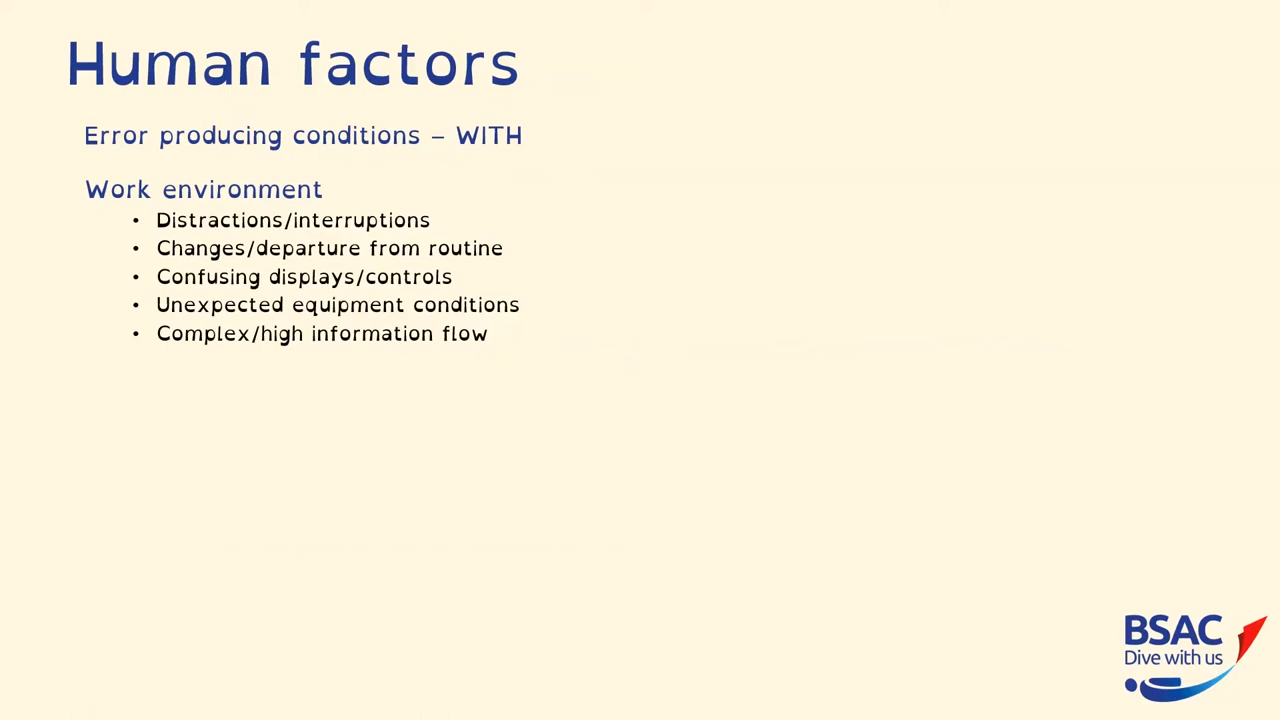 Human factors
Error producing conditions – WITH
Work environment
• Distractions/interruptions
• Changes/departure from routine
• Confusing displays/controls
• Unexpected equipment conditions
• Complex/high information flow
BSAC
Dive with us